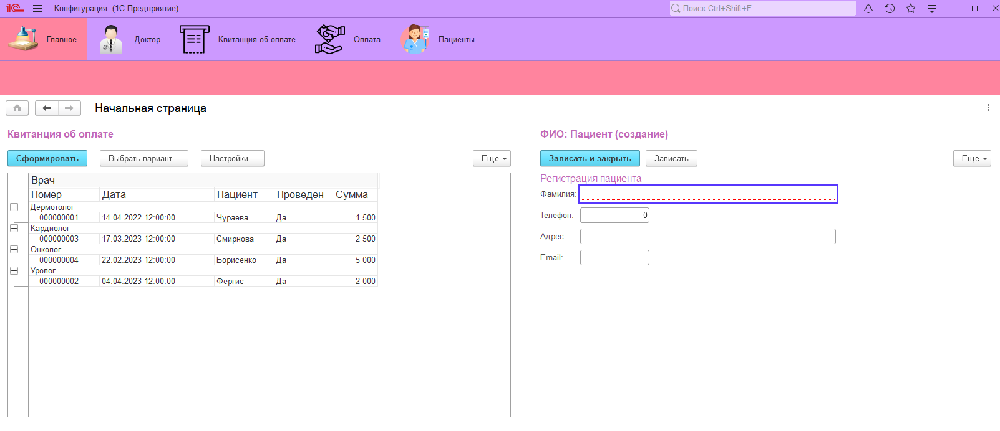 1С Конфигурация (1С:Предприятие) Поиск Ctrl+Shift+F
Главное Доктор Квитанция об оплате Оплата Пациенты
Начальная страница
Квитанция об оплате
Сформировать Выбрать вариант... Настройки... Еще
Врач
Номер Дата Пациент Проведен Сумма
Дермотолог
000000001 14.04.2022 12:00:00 Чураева Да 1 500
Кардиолог
000000003 17.03.2023 12:00:00 Смирнова Да 2 500
Онколог
000000004 22.02.2023 12:00:00 Борисенко Да 5 000
Уролог
000000002 04.04.2023 12:00:00 Фергис Да 2 000
ФИО: Пациент (создание)
Записать и закрыть Записать Еще
Регистрация пациента
Фамилия:
Телефон: 0
Адрес:
Email: